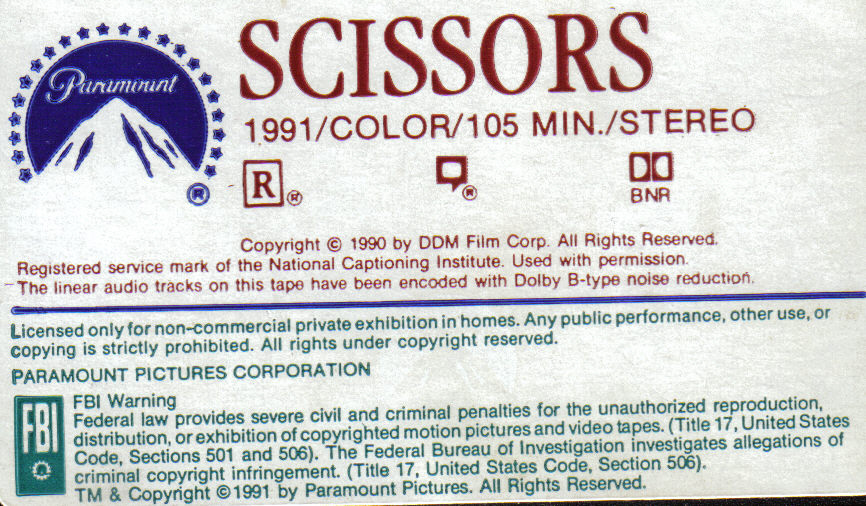 Paramount
®
SCISSORS
1991/COLOR/105 MIN./STEREO
R ® ® BNR
Copyright © 1990 by DDM Film Corp. All Rights Reserved.
Registered service mark of the National Captioning Institute. Used with permission.
The linear audio tracks on this tape have been encoded with Dolby B-type noise reduction.
Licensed only for non-commercial private exhibition in homes. Any public performance, other use, or
copying is strictly prohibited. All rights under copyright reserved.
PARAMOUNT PICTURES CORPORATION
FBI
FBI Warning
Federal law provides severe civil and criminal penalties for the unauthorized reproduction,
distribution, or exhibition of copyrighted motion pictures and video tapes. (Title 17, United States
Code, Sections 501 and 506). The Federal Bureau of Investigation investigates allegations of
criminal copyright infringement. (Title 17, United States Code, Section 506).
TM & Copyright ©1991 by Paramount Pictures. All Rights Reserved.